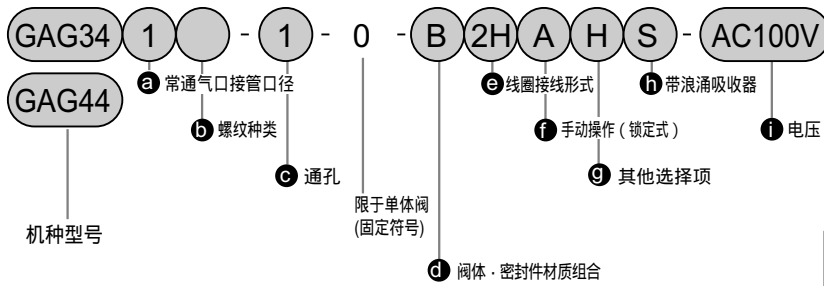 GAG34 1 - 1 - 0 - B 2H A H S - AC100V
GAG44
a 常通气口接管口径
e 线圈接线形式
h 带浪涌吸收器
b 螺纹种类
f 手动操作（锁定式）
i 电压
c 通孔
g 其他选择项
限于单体阀
(固定符号)
机种型号
d 阀体·密封件材质组合